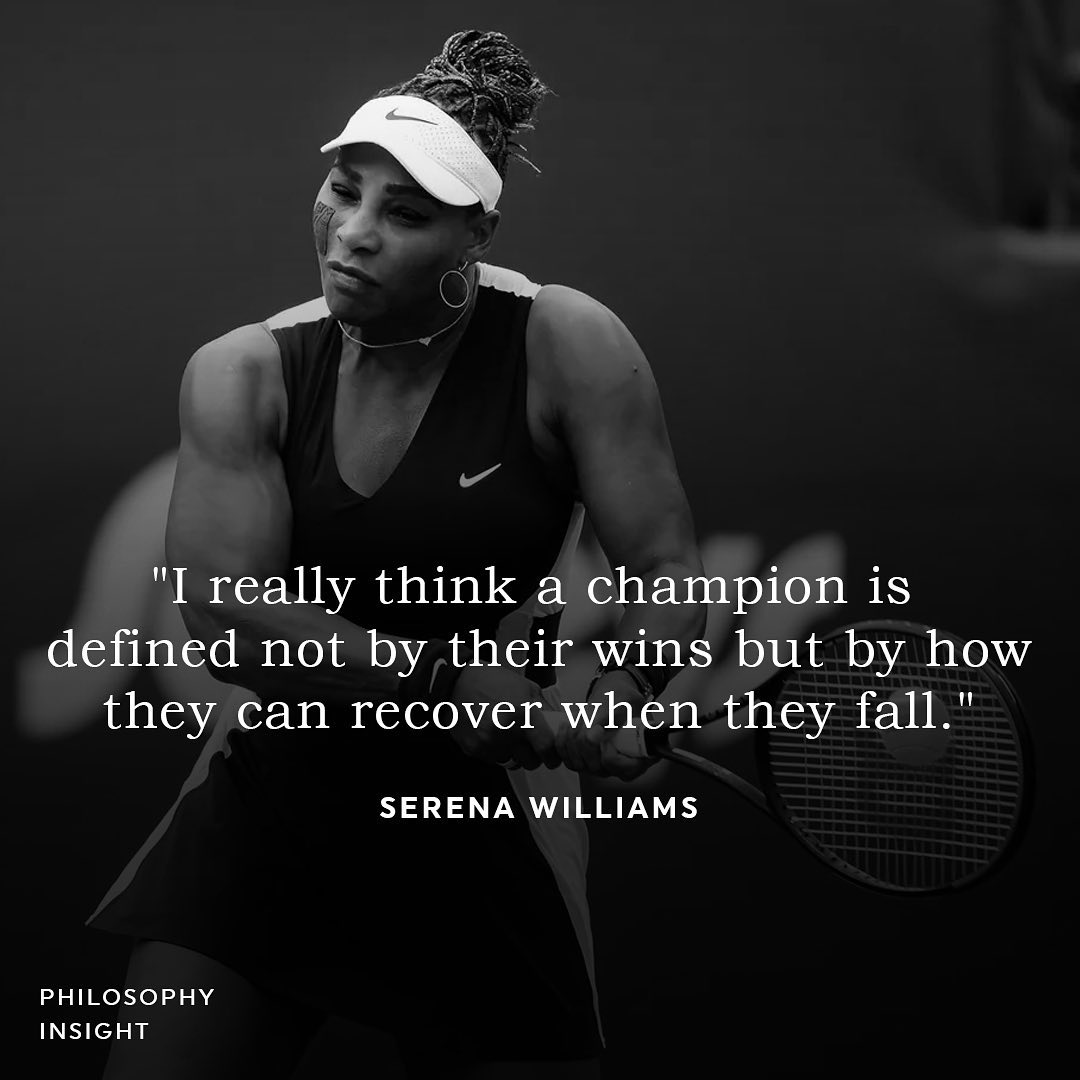 "I really think a champion is
defined not by their wins but by how
they can recover when they fall."
SERENA WILLIAMS
PHILOSOPHY
INSIGHT